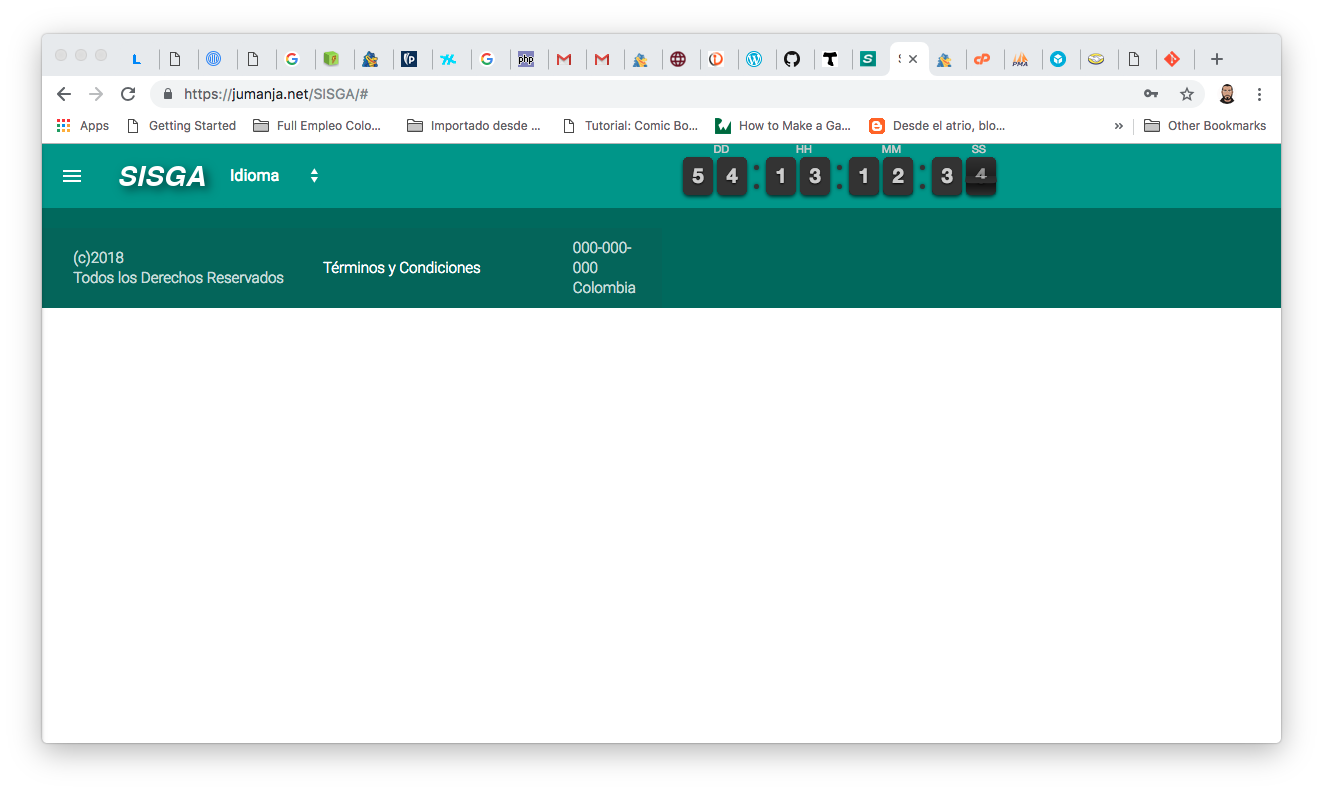 https://jumanja.net/SISGA/#
Apps Getting Started Full Empleo Colo... Importado desde ... Tutorial: Comic Bo... How to Make a Ga... Desde el atrio, blo... » Other Bookmarks
DD HH MM SS
SISGA Idioma 5 4 : 1 3 : 1 2 : 3 4
(c)2018
Todos los Derechos Reservados
Términos y Condiciones
000-000-
000
Colombia